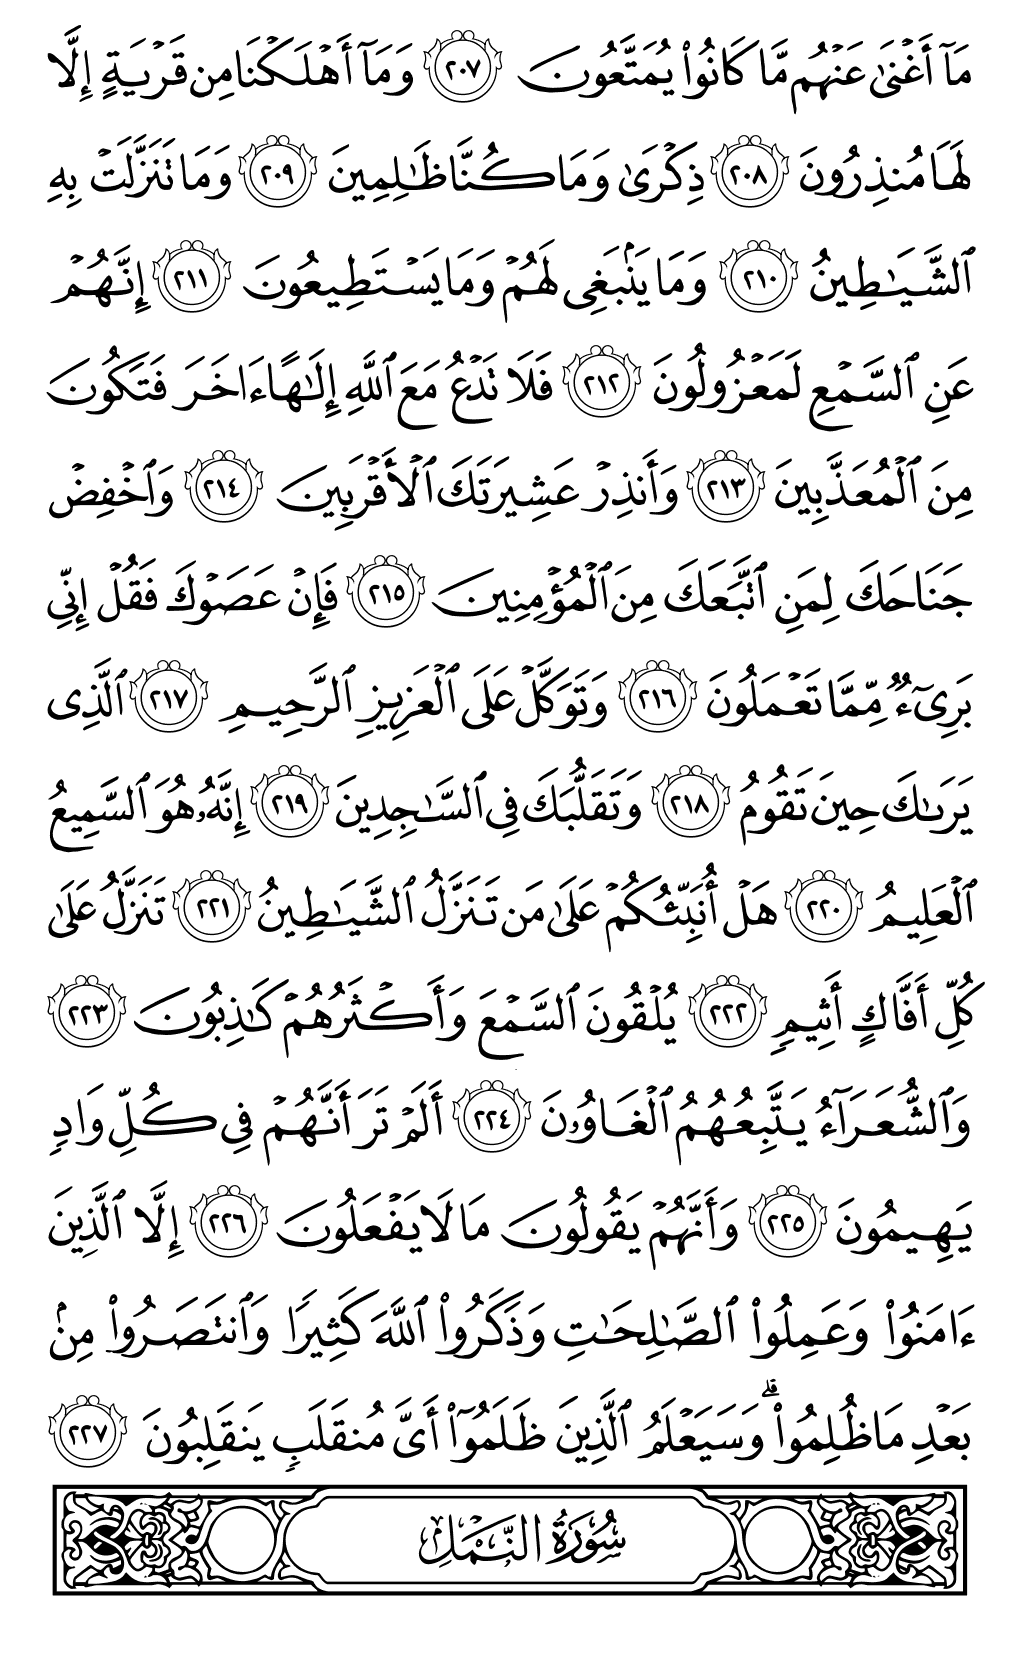 مَآ أَغۡنَىٰ عَنۡهُم مَّا كَانُواْ يُمَتَّعُونَ ٢٠٧ وَمَآ أَهۡلَكۡنَا مِن قَرۡيَةٍ إِلَّا
لَهَا مُنذِرُونَ ٢٠٨ ذِكۡرَىٰ وَمَا كُنَّا ظَٰلِمِينَ ٢٠٩ وَمَا تَنَزَّلَتۡ بِهِ
ٱلشَّيَٰطِينُ ٢١٠ وَمَا يَنۢبَغِي لَهُمۡ وَمَا يَسۡتَطِيعُونَ ٢١١ إِنَّهُمۡ
عَنِ ٱلسَّمۡعِ لَمَعۡزُولُونَ ٢١٢ فَلَا تَدۡعُ مَعَ ٱللَّهِ إِلَٰهًا ءَاخَرَ فَتَكُونَ
مِنَ ٱلۡمُعَذَّبِينَ ٢١٣ وَأَنذِرۡ عَشِيرَتَكَ ٱلۡأَقۡرَبِينَ ٢١٤ وَٱخۡفِضۡ
جَنَاحَكَ لِمَنِ ٱتَّبَعَكَ مِنَ ٱلۡمُؤۡمِنِينَ ٢١٥ فَإِنۡ عَصَوۡكَ فَقُلۡ إِنِّي
بَرِيٓءٞ مِّمَّا تَعۡمَلُونَ ٢١٦ وَتَوَكَّلۡ عَلَى ٱلۡعَزِيزِ ٱلرَّحِيمِ ٢١٧ ٱلَّذِي
يَرَىٰكَ حِينَ تَقُومُ ٢١٨ وَتَقَلُّبَكَ فِي ٱلسَّٰجِدِينَ ٢١٩ إِنَّهُۥ هُوَ ٱلسَّمِيعُ
ٱلۡعَلِيمُ ٢٢٠ هَلۡ أُنَبِّئُكُمۡ عَلَىٰ مَن تَنَزَّلُ ٱلشَّيَٰطِينُ ٢٢١ تَنَزَّلُ عَلَىٰ
كُلِّ أَفَّاكٍ أَثِيمٖ ٢٢٢ يُلۡقُونَ ٱلسَّمۡعَ وَأَكۡثَرُهُمۡ كَٰذِبُونَ ٢٢٣
وَٱلشُّعَرَآءُ يَتَّبِعُهُمُ ٱلۡغَاوُۥنَ ٢٢٤ أَلَمۡ تَرَ أَنَّهُمۡ فِي كُلِّ وَادٖ
يَهِيمُونَ ٢٢٥ وَأَنَّهُمۡ يَقُولُونَ مَا لَا يَفۡعَلُونَ ٢٢٦ إِلَّا ٱلَّذِينَ
ءَامَنُواْ وَعَمِلُواْ ٱلصَّٰلِحَٰتِ وَذَكَرُواْ ٱللَّهَ كَثِيرٗا وَٱنتَصَرُواْ مِنۢ
بَعۡدِ مَا ظُلِمُواْۗ وَسَيَعۡلَمُ ٱلَّذِينَ ظَلَمُوٓاْ أَيَّ مُنقَلَبٖ يَنقَلِبُونَ ٢٢٧
سُورَةُ النَّمۡلِ